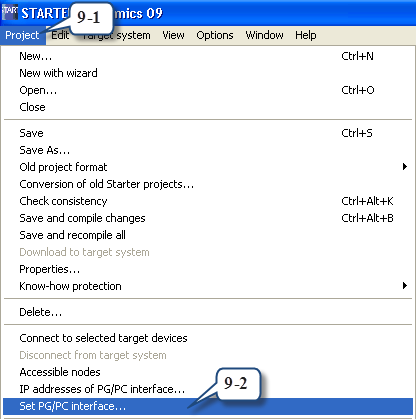 START STARTE mics 09
9-1
Project Edit Target system View Options Window Help
New... Ctrl+N
New with wizard
Open... Ctrl+O
Close
Save Ctrl+S
Save As...
Old project format
Conversion of old Starter projects...
Check consistency Ctrl+Alt+K
Save and compile changes Ctrl+Alt+B
Save and recompile all
Download to target system
Properties...
Know-how protection
Delete...
Connect to selected target devices
Disconnect from target system
Accessible nodes
IP addresses of PG/PC interface...
9-2
Set PG/PC interface...